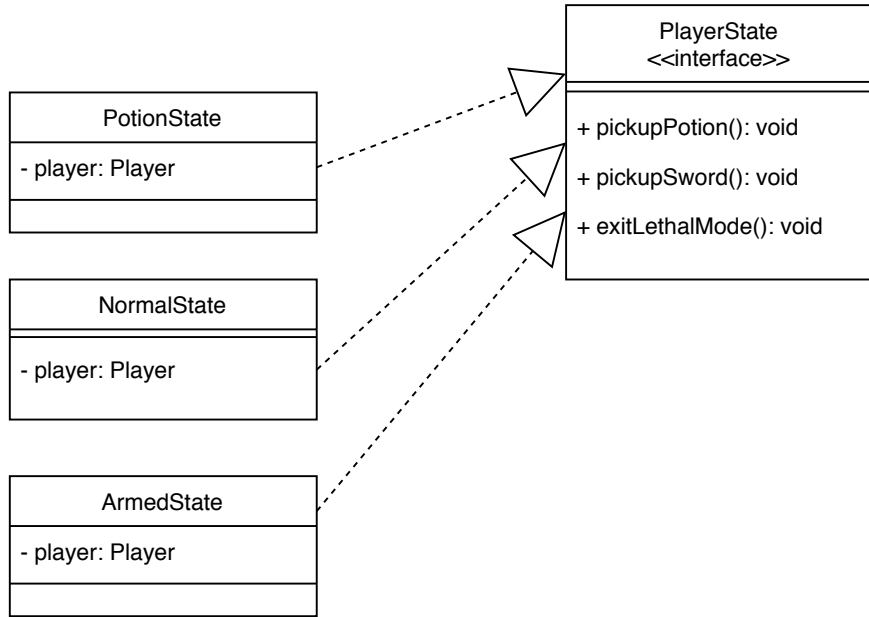 PlayerState
<<interface>>
+ pickupPotion(): void
+ pickupSword(): void
+ exitLethalMode(): void
PotionState
- player: Player
NormalState
- player: Player
ArmedState
- player: Player